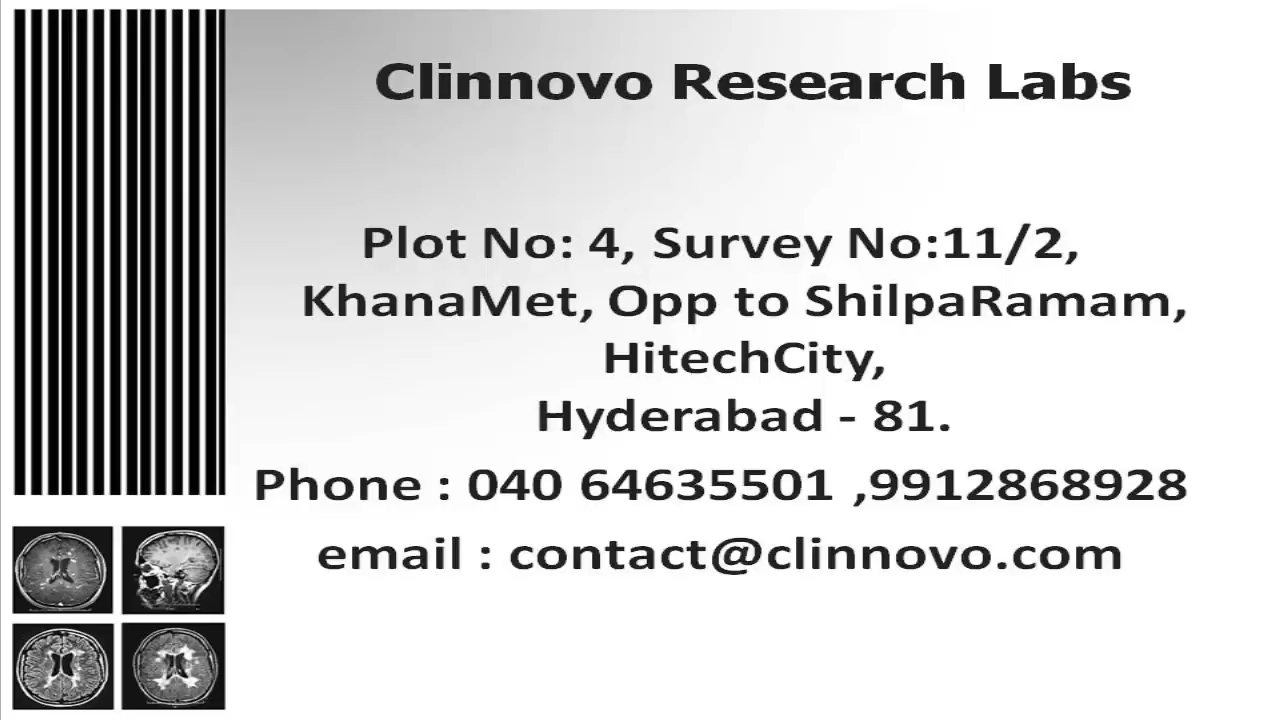 Clinnovo Research Labs
Plot No: 4, Survey No:11/2,
KhanaMet, Opp to ShilpaRamam,
HitechCity,
Hyderabad - 81.
Phone : 040 64635501 ,9912868928
email : contact@clinnovo.com